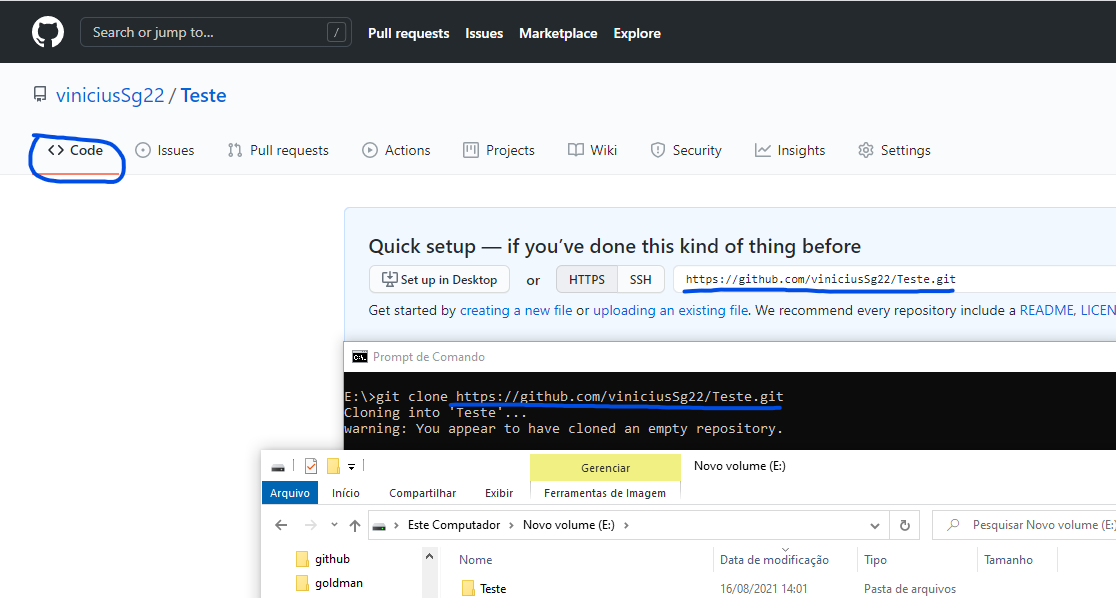 Search or jump to... / Pull requests Issues Marketplace Explore
viniciusSg22 / Teste
<> Code Issues Pull requests Actions Projects Wiki Security Insights Settings
Quick setup — if you’ve done this kind of thing before
Set up in Desktop or HTTPS SSH https://github.com/viniciusSg22/Teste.git
Get started by creating a new file or uploading an existing file. We recommend every repository include a README, LICEN
C:\. Prompt de Comando
E:\>git clone https://github.com/viniciusSg22/Teste.git
Cloning into 'Teste'...
warning: You appear to have cloned an empty repository.
Gerenciar Novo volume (E:)
Arquivo Início Compartilhar Exibir Ferramentas de Imagem
Este Computador > Novo volume (E:) > Pesquisar Novo volume (E:)
github Nome Data de modificação Tipo Tamanho
goldman Teste 16/08/2021 14:01 Pasta de arquivos